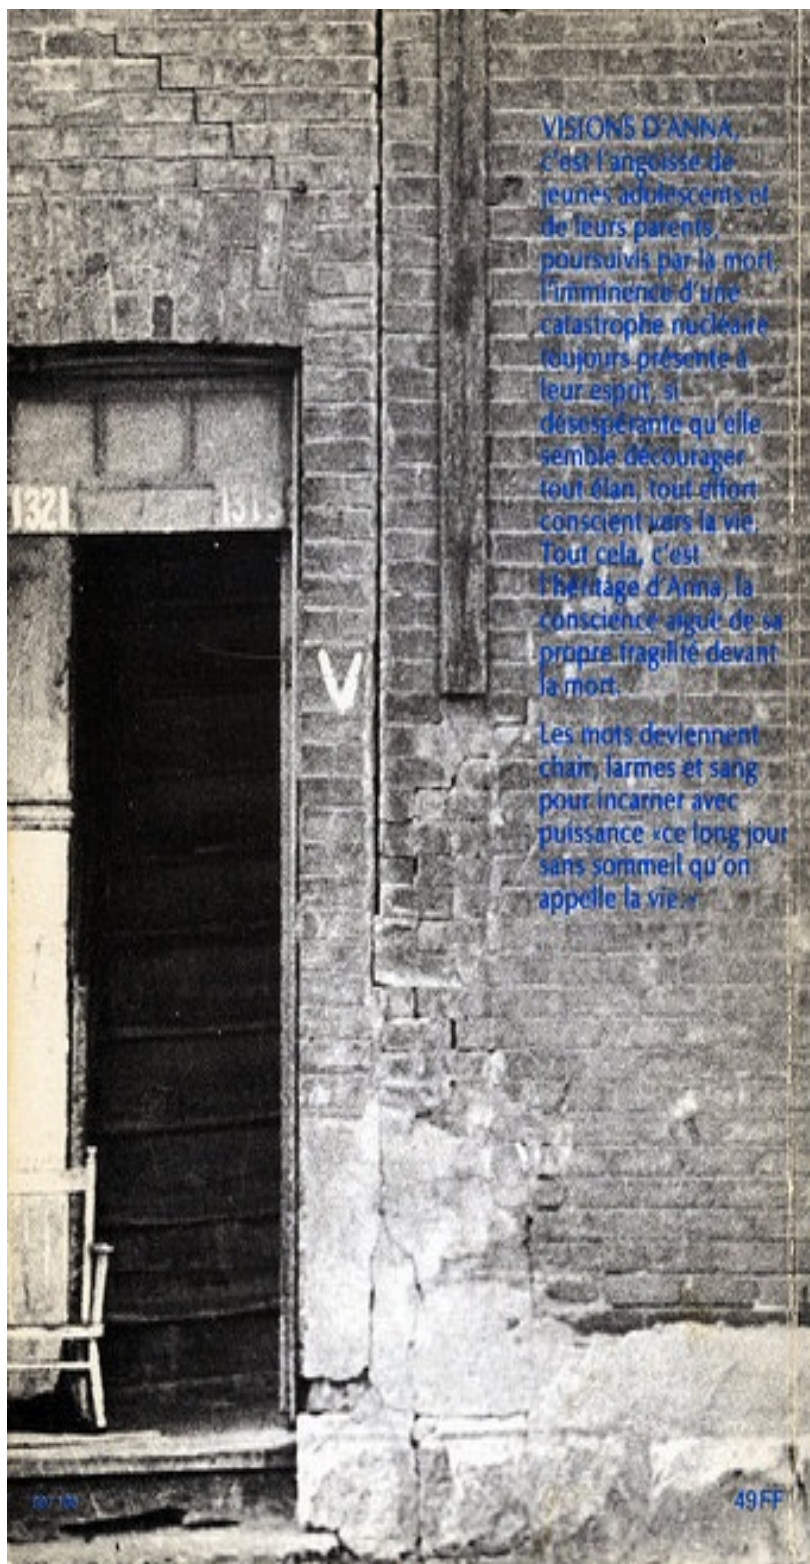 VISIONS D'ANNA,
c'est l'angoisse de
jeunes adolescents et
de leurs parents,
poursuivis par la mort,
l'imminence d'une
catastrophe nucléaire
toujours présente à
leur esprit, si
désespérante qu'elle
semble décourager
tout élan, tout effort
conscient vers la vie.
Tout cela, c'est
l'héritage d'Anna, la
conscience aiguë de sa
propre fragilité devant
la mort.
Les mots deviennent
chair, larmes et sang
pour incarner avec
puissance «ce long jour
sans sommeil qu'on
appelle la vie.»
1321 1315
V
49FF